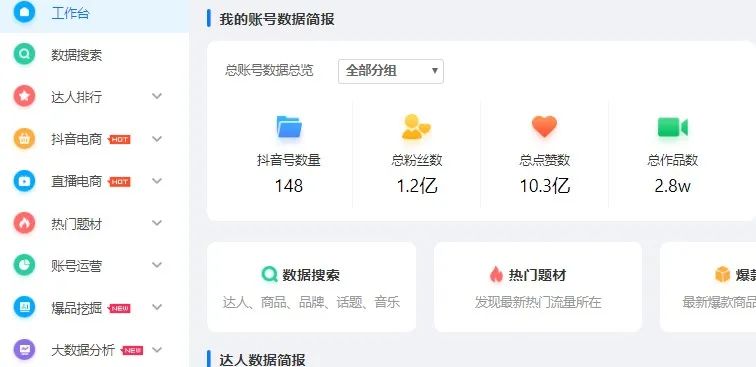 工作台
数据搜索
达人排行
抖音电商 HOT
直播电商 HOT
热门题材
账号运营
爆品挖掘 NEW
大数据分析 NEW
我的账号数据简报
总账号数据总览 全部分组
抖音号数量 总粉丝数 总点赞数 总作品数
148 1.2亿 10.3亿 2.8w
数据搜索 热门题材 爆
达人、商品、品牌、话题、音乐 发现最新热门流量所在 最新爆款商品
达人数据简报